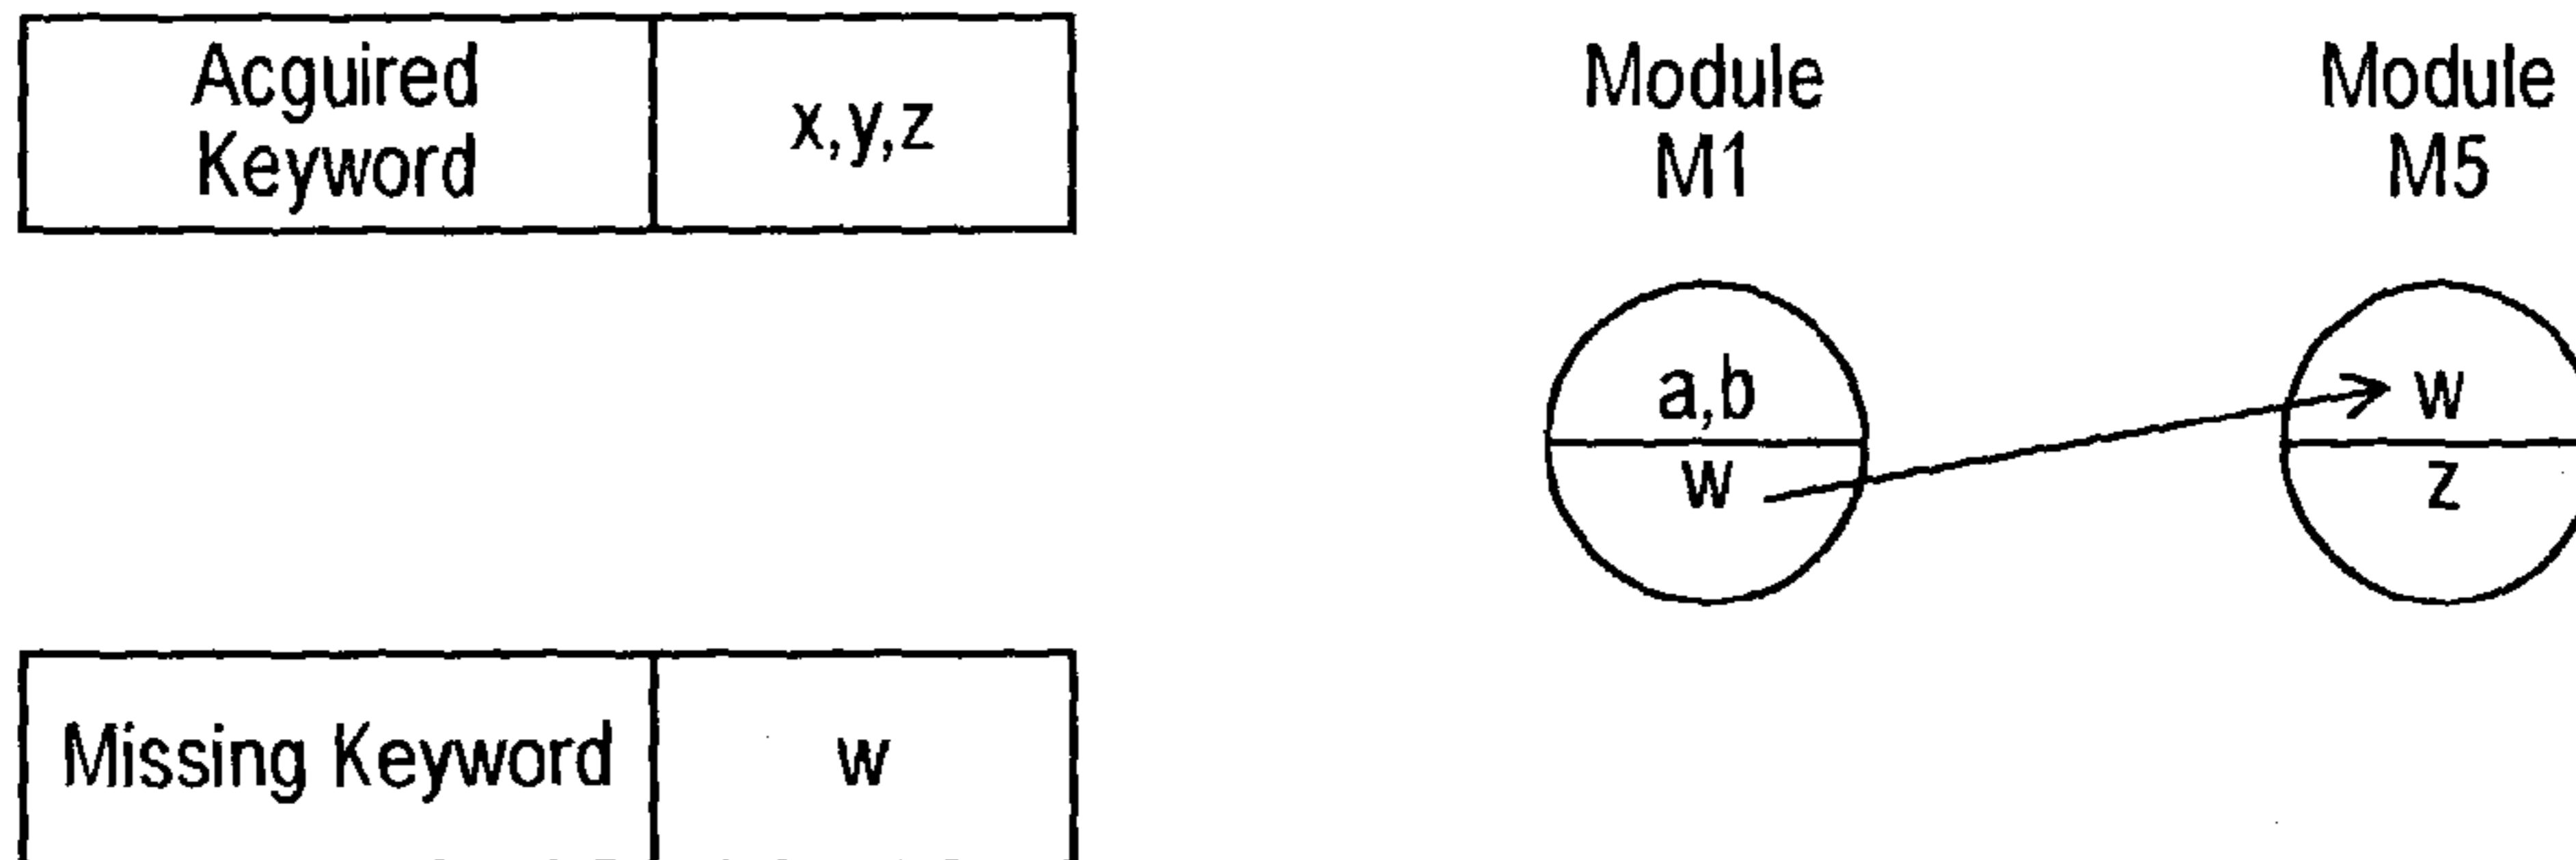 Acguired
Keyword
x,y,z
Module
M1
Module
M5
a,b
w
w
z
Missing Keyword
w